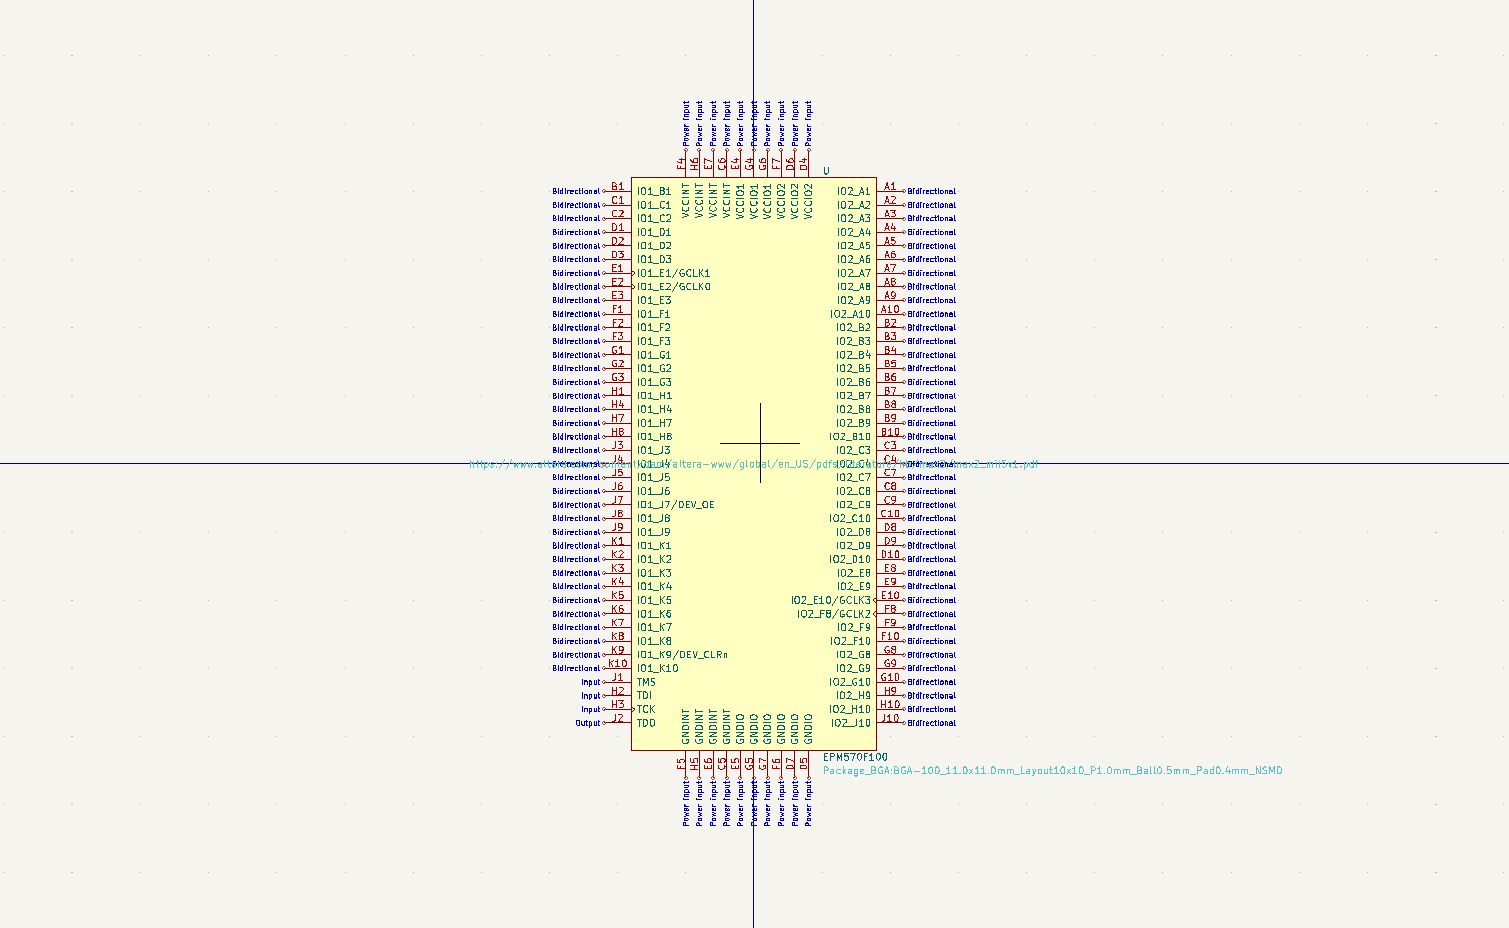 Power Input Power Input Power Input Power Input Power Input Power Input Power Input Power Input Power Input Power Input
F4 H6 E7 C6 E4 G4 G6 F7 D6 D4
U
VCCINT VCCINT VCCINT VCCINT VCCIO1 VCCIO1 VCCIO1 VCCIO2 VCCIO2 VCCIO2
Bidirectional B1 IO1_B1 IO2_A1 A1 Bidirectional
Bidirectional C1 IO1_C1 IO2_A2 A2 Bidirectional
Bidirectional C2 IO1_C2 IO2_A3 A3 Bidirectional
Bidirectional D1 IO1_D1 IO2_A4 A4 Bidirectional
Bidirectional D2 IO1_D2 IO2_A5 A5 Bidirectional
Bidirectional D3 IO1_D3 IO2_A6 A6 Bidirectional
Bidirectional E1 IO1_E1/GCLK1 IO2_A7 A7 Bidirectional
Bidirectional E2 IO1_E2/GCLK0 IO2_A8 A8 Bidirectional
Bidirectional E3 IO1_E3 IO2_A9 A9 Bidirectional
Bidirectional F1 IO1_F1 IO2_A10 A10 Bidirectional
Bidirectional F2 IO1_F2 IO2_B2 B2 Bidirectional
Bidirectional F3 IO1_F3 IO2_B3 B3 Bidirectional
Bidirectional G1 IO1_G1 IO2_B4 B4 Bidirectional
Bidirectional G2 IO1_G2 IO2_B5 B5 Bidirectional
Bidirectional G3 IO1_G3 IO2_B6 B6 Bidirectional
Bidirectional H1 IO1_H1 IO2_B7 B7 Bidirectional
Bidirectional H4 IO1_H4 IO2_B8 B8 Bidirectional
Bidirectional H7 IO1_H7 IO2_B9 B9 Bidirectional
Bidirectional H8 IO1_H8 IO2_B10 B10 Bidirectional
Bidirectional J3 IO1_J3 IO2_C3 C3 Bidirectional
Bidirectional J4 IO1_J4 IO2_C4 C4 Bidirectional
https://www.altera.com/content/dam/altera-www/global/en_US/pdfs/literature/hb/max2/max2_mii5v1.pdf
Bidirectional J5 IO1_J5 IO2_C7 C7 Bidirectional
Bidirectional J6 IO1_J6 IO2_C8 C8 Bidirectional
Bidirectional J7 IO1_J7/DEV_OE IO2_C9 C9 Bidirectional
Bidirectional J8 IO1_J8 IO2_C10 C10 Bidirectional
Bidirectional J9 IO1_J9 IO2_D8 D8 Bidirectional
Bidirectional K1 IO1_K1 IO2_D9 D9 Bidirectional
Bidirectional K2 IO1_K2 IO2_D10 D10 Bidirectional
Bidirectional K3 IO1_K3 IO2_E8 E8 Bidirectional
Bidirectional K4 IO1_K4 IO2_E9 E9 Bidirectional
Bidirectional K5 IO1_K5 IO2_E10/GCLK3 E10 Bidirectional
Bidirectional K6 IO1_K6 IO2_F8/GCLK2 F8 Bidirectional
Bidirectional K7 IO1_K7 IO2_F9 F9 Bidirectional
Bidirectional K8 IO1_K8 IO2_F10 F10 Bidirectional
Bidirectional K9 IO1_K9/DEV_CLRn IO2_G8 G8 Bidirectional
Bidirectional K10 IO1_K10 IO2_G9 G9 Bidirectional
Input J1 TMS IO2_G10 G10 Bidirectional
Input H2 TDI IO2_H9 H9 Bidirectional
Input H3 TCK IO2_H10 H10 Bidirectional
Output J2 TDO IO2_J10 J10 Bidirectional
GNDINT GNDINT GNDINT GNDINT GNDIO GNDIO GNDIO GNDIO GNDIO GNDIO
EPM570F100
F5 H5 E6 C5 E5 G5 G7 F6 D7 D5
Package_BGA:BGA-100_11.0x11.0mm_Layout10x10_P1.0mm_Ball0.5mm_Pad0.4mm_NSMD
Power Input Power Input Power Input Power Input Power Input Power Input Power Input Power Input Power Input Power Input